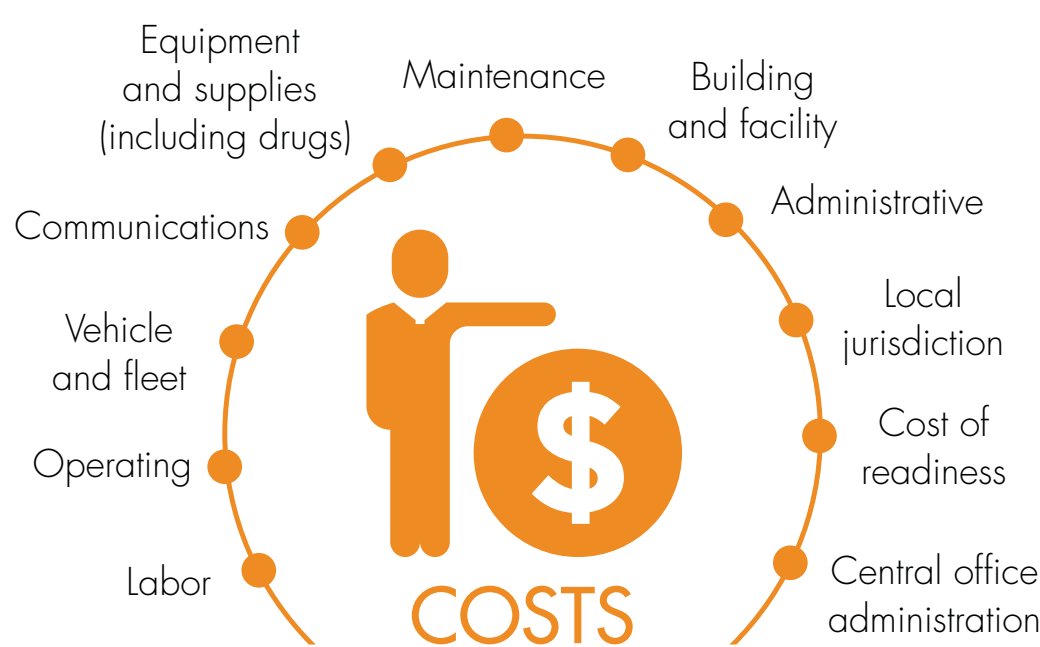 Equipment
and supplies
(including drugs)
Maintenance
Building
and facility
Communications
Administrative
Vehicle
and fleet
Local
jurisdiction
Operating
Cost of
readiness
Labor
Central office
administration
$
COSTS